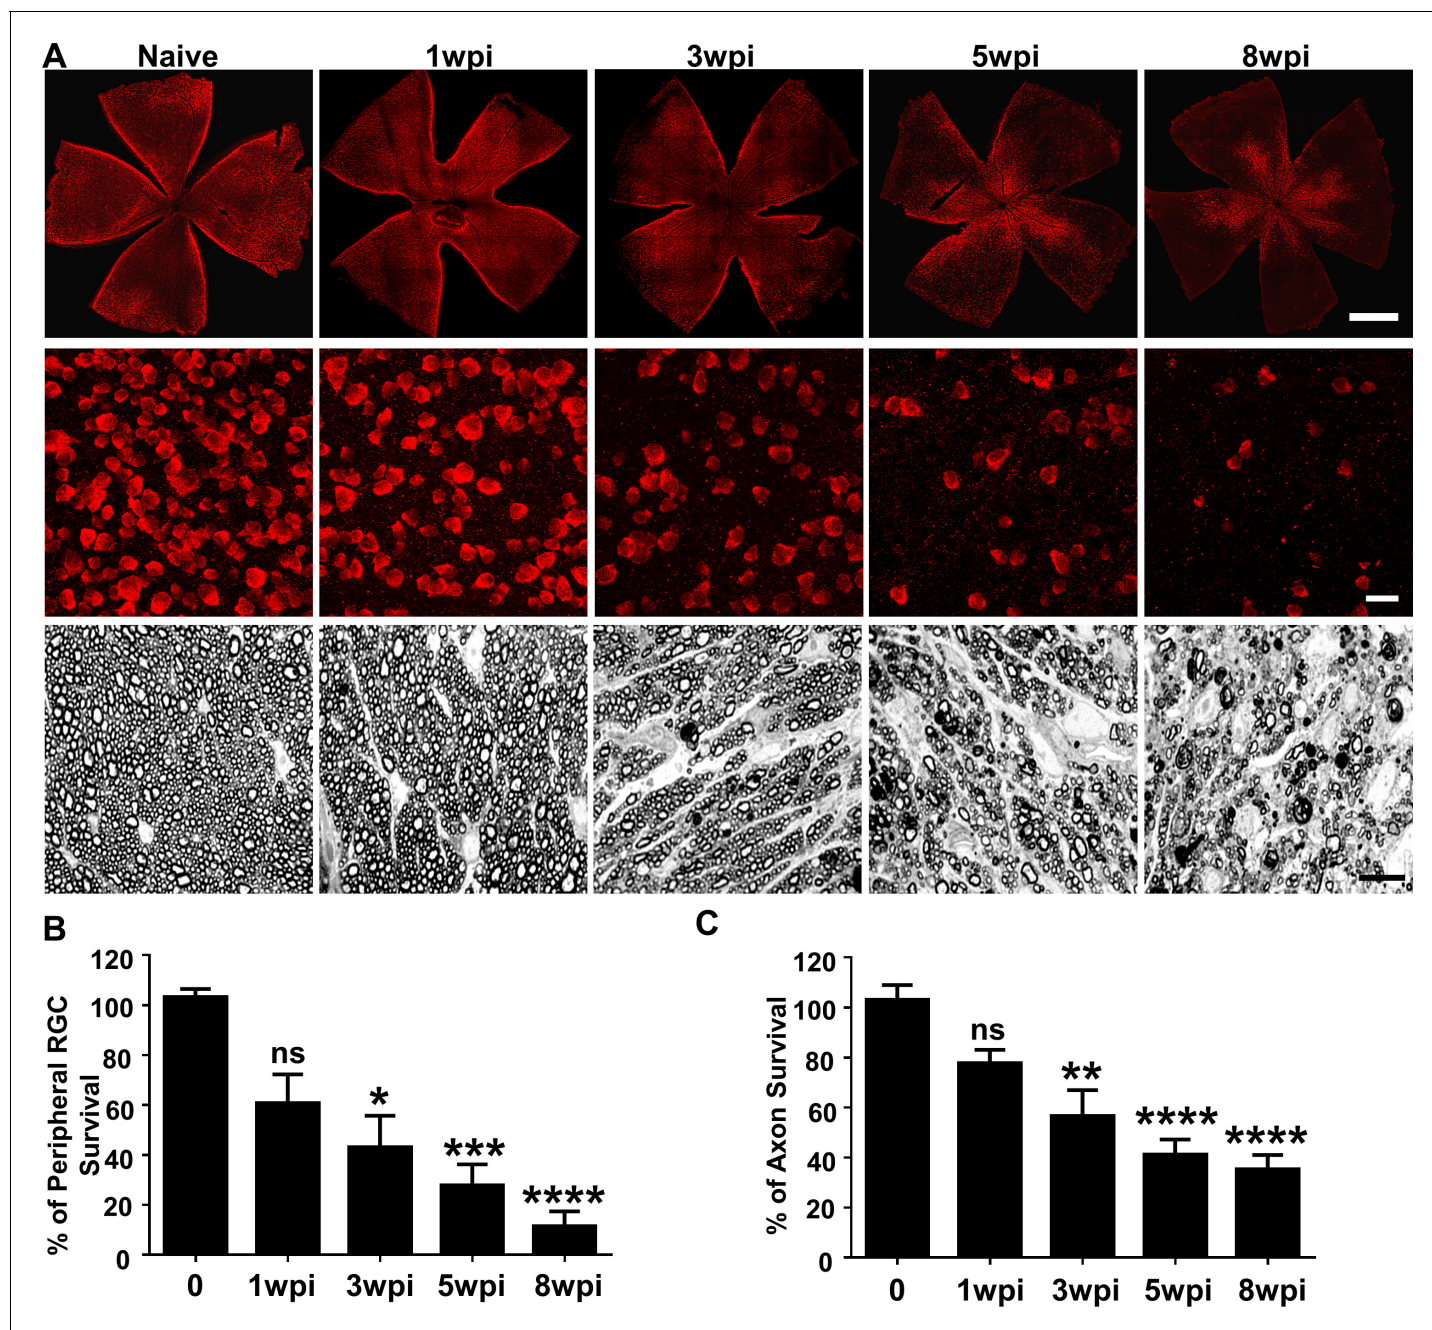 A Naive 1wpi 3wpi 5wpi 8wpi
B
% of Peripheral RGC
Survival
120
100
80
60
40
20
0
ns
*
***
****
0 1wpi 3wpi 5wpi 8wpi
C
% of Axon Survival
120
100
80
60
40
20
0
ns
**
****
****
0 1wpi 3wpi 5wpi 8wpi